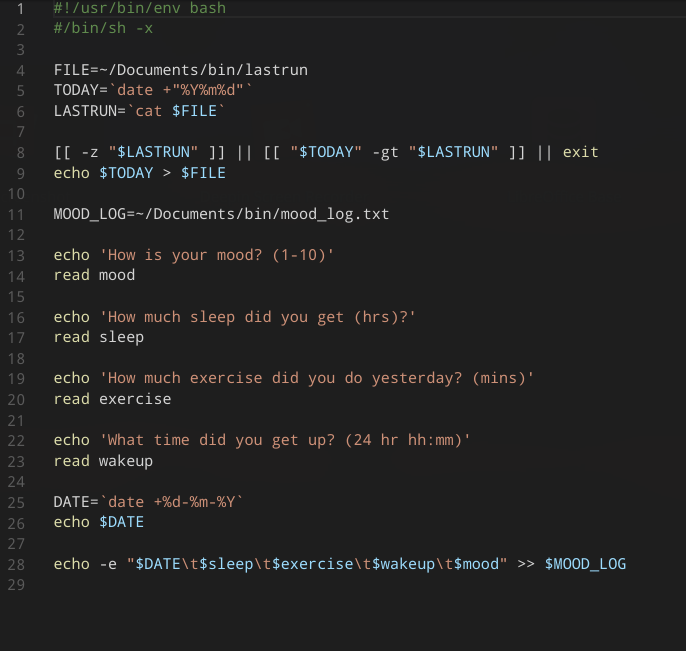 1 #!/usr/bin/env bash
2 #/bin/sh -x
3
4 FILE=~/Documents/bin/lastrun
5 TODAY=`date +"%Y%m%d"`
6 LASTRUN=`cat $FILE`
7
8 [[ -z "$LASTRUN" ]] || [[ "$TODAY" -gt "$LASTRUN" ]] || exit
9 echo $TODAY > $FILE
10
11 MOOD_LOG=~/Documents/bin/mood_log.txt
12
13 echo 'How is your mood? (1-10)'
14 read mood
15
16 echo 'How much sleep did you get (hrs)?'
17 read sleep
18
19 echo 'How much exercise did you do yesterday? (mins)'
20 read exercise
21
22 echo 'What time did you get up? (24 hr hh:mm)'
23 read wakeup
24
25 DATE=`date +%d-%m-%Y`
26 echo $DATE
27
28 echo -e "$DATE\t$sleep\t$exercise\t$wakeup\t$mood" >> $MOOD_LOG
29